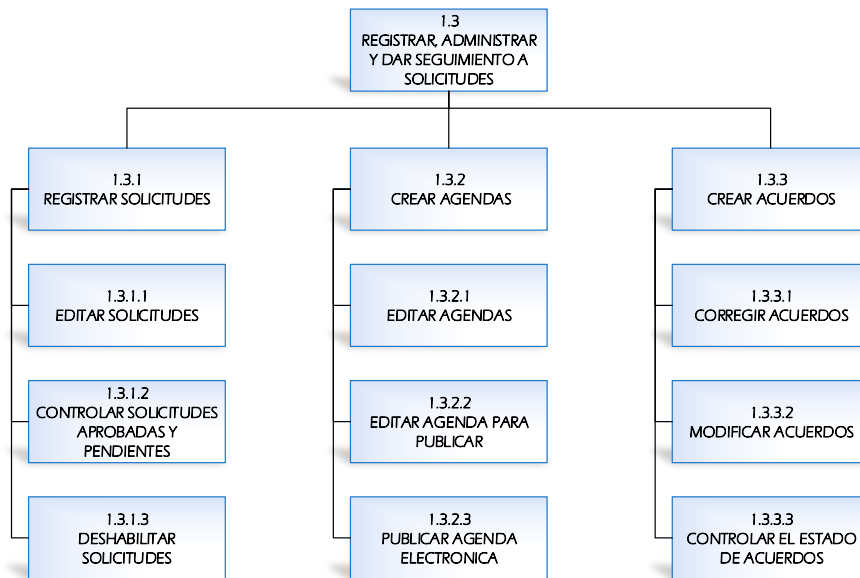 1.3
REGISTRAR, ADMINISTRAR
Y DAR SEGUIMIENTO A
SOLICITUDES
1.3.1
REGISTRAR SOLICITUDES
1.3.2
CREAR AGENDAS
1.3.3
CREAR ACUERDOS
1.3.1.1
EDITAR SOLICITUDES
1.3.2.1
EDITAR AGENDAS
1.3.3.1
CORREGIR ACUERDOS
1.3.1.2
CONTROLAR SOLICITUDES
APROBADAS Y
PENDIENTES
1.3.2.2
EDITAR AGENDA PARA
PUBLICAR
1.3.3.2
MODIFICAR ACUERDOS
1.3.1.3
DESHABILITAR
SOLICITUDES
1.3.2.3
PUBLICAR AGENDA
ELECTRONICA
1.3.3.3
CONTROLAR EL ESTADO
DE ACUERDOS